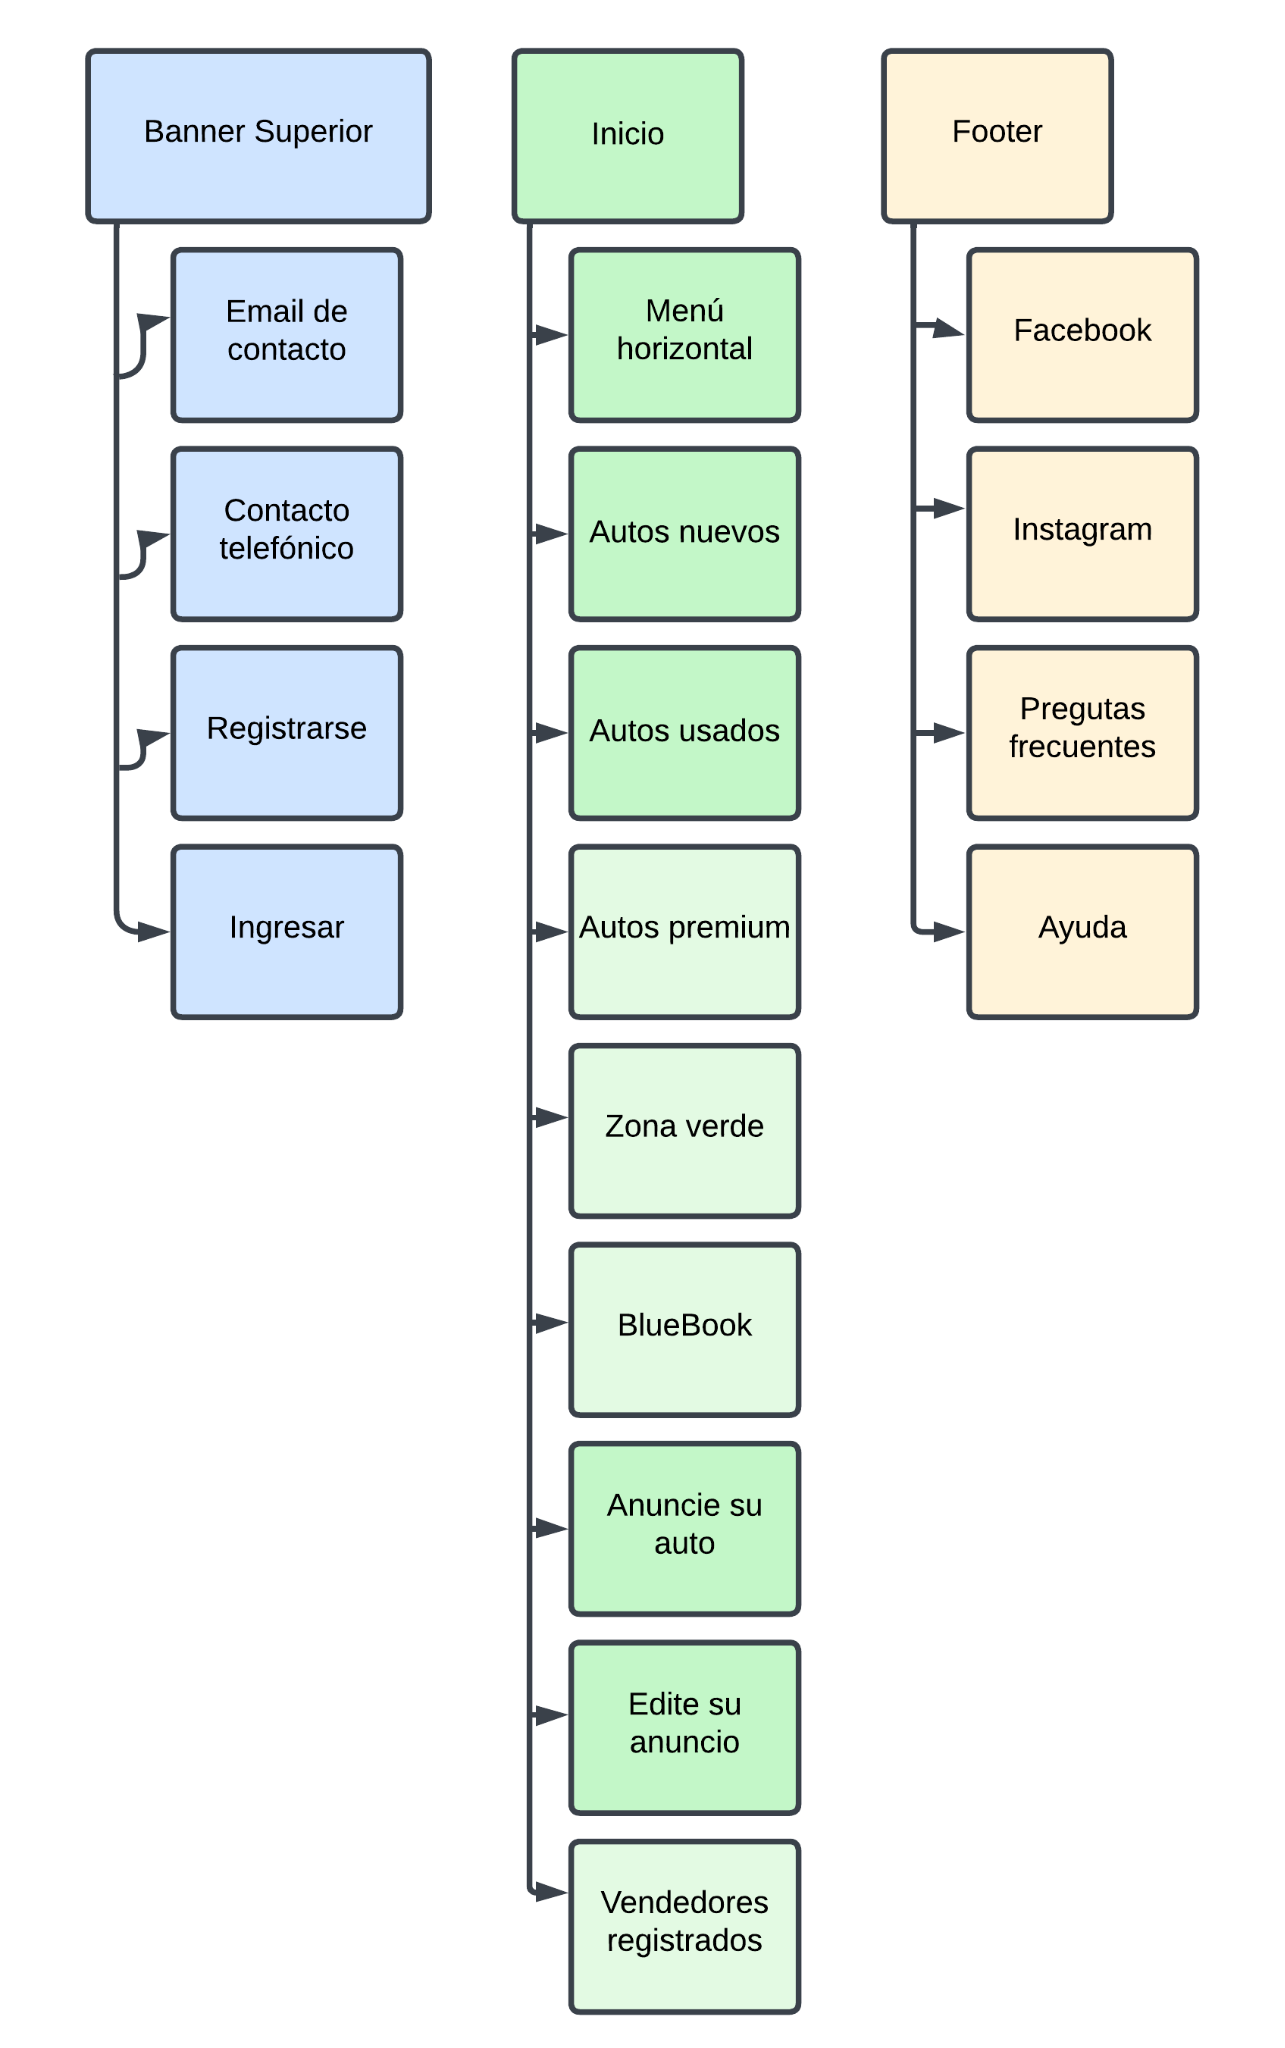 Banner Superior
Email de
contacto
Contacto
telefónico
Registrarse
Ingresar
Inicio
Menú
horizontal
Autos nuevos
Autos usados
Autos premium
Zona verde
BlueBook
Anuncie su
auto
Edite su
anuncio
Vendedores
registrados
Footer
Facebook
Instagram
Pregutas
frecuentes
Ayuda